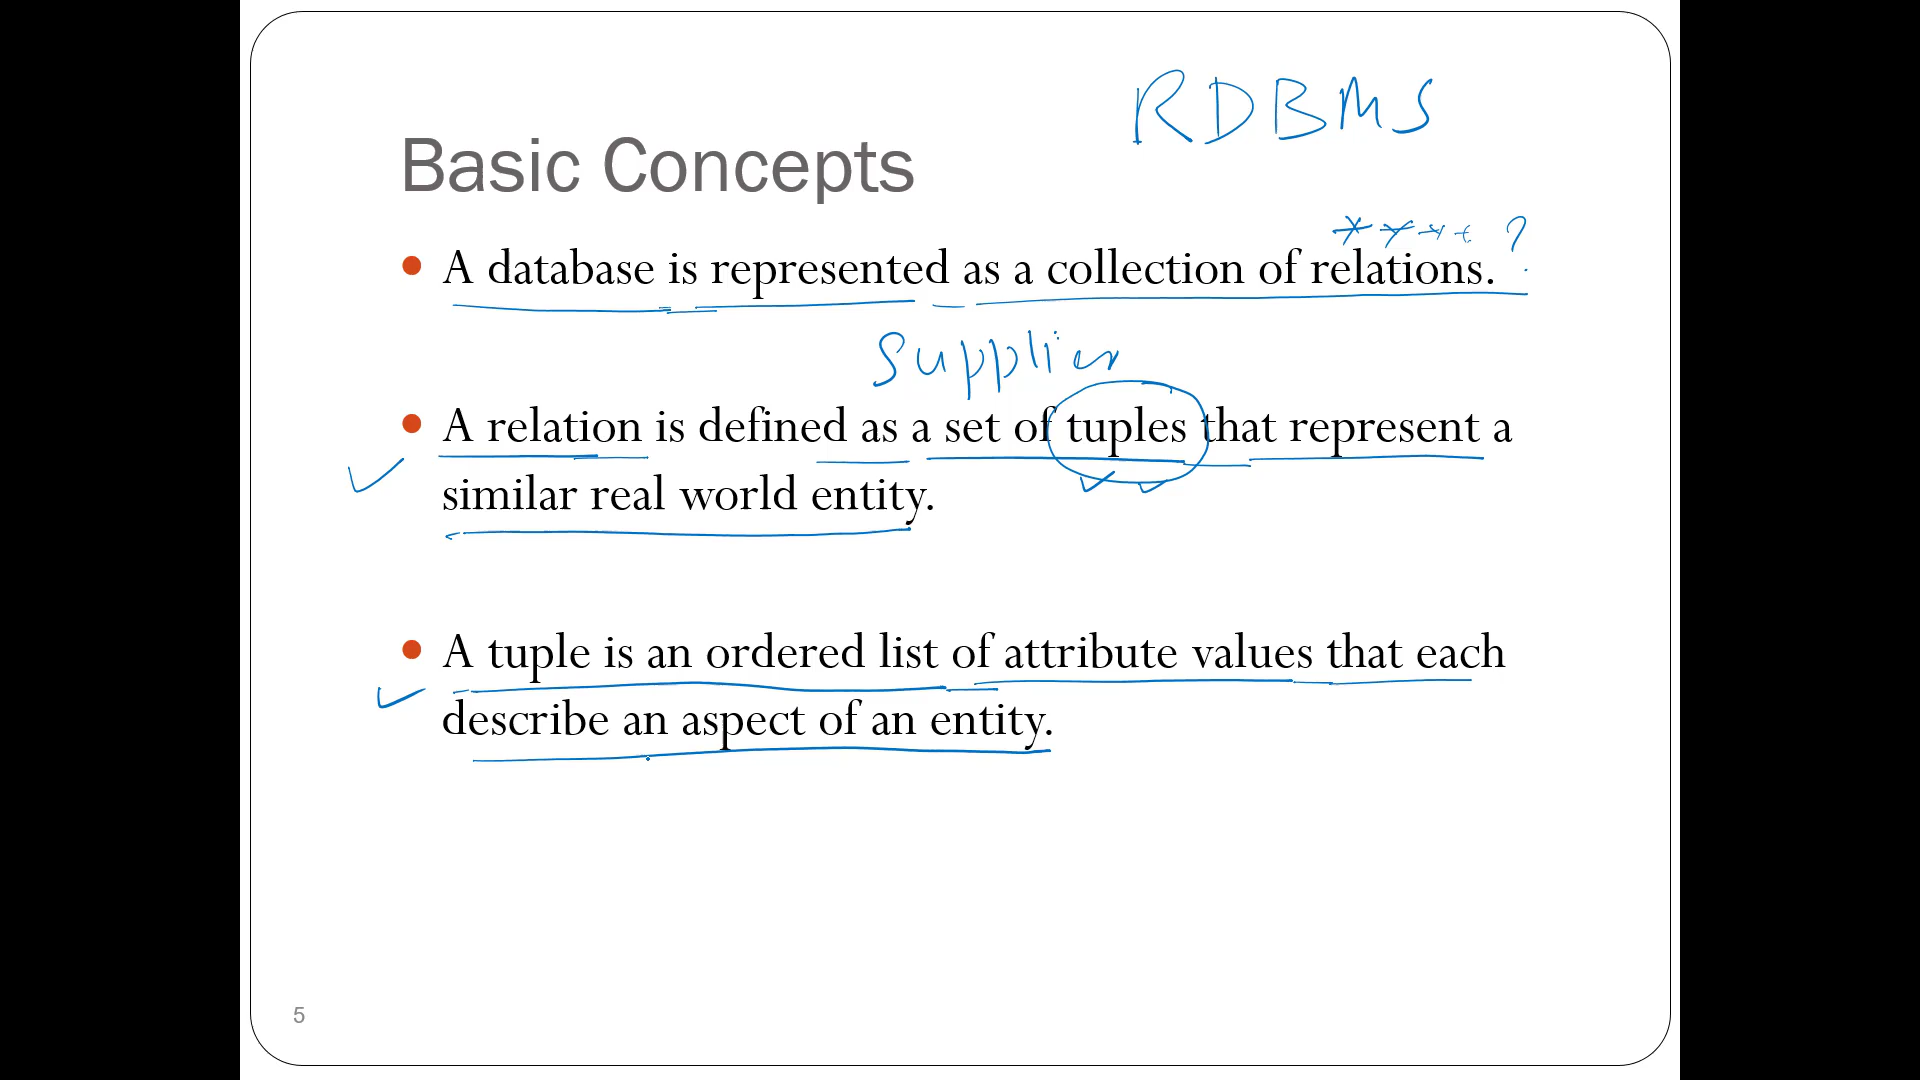 RDBMS
Basic Concepts
**** ?
• A database is represented as a collection of relations.
Supplier
• A relation is defined as a set of tuples that represent a
similar real world entity.
• A tuple is an ordered list of attribute values that each
describe an aspect of an entity.
5